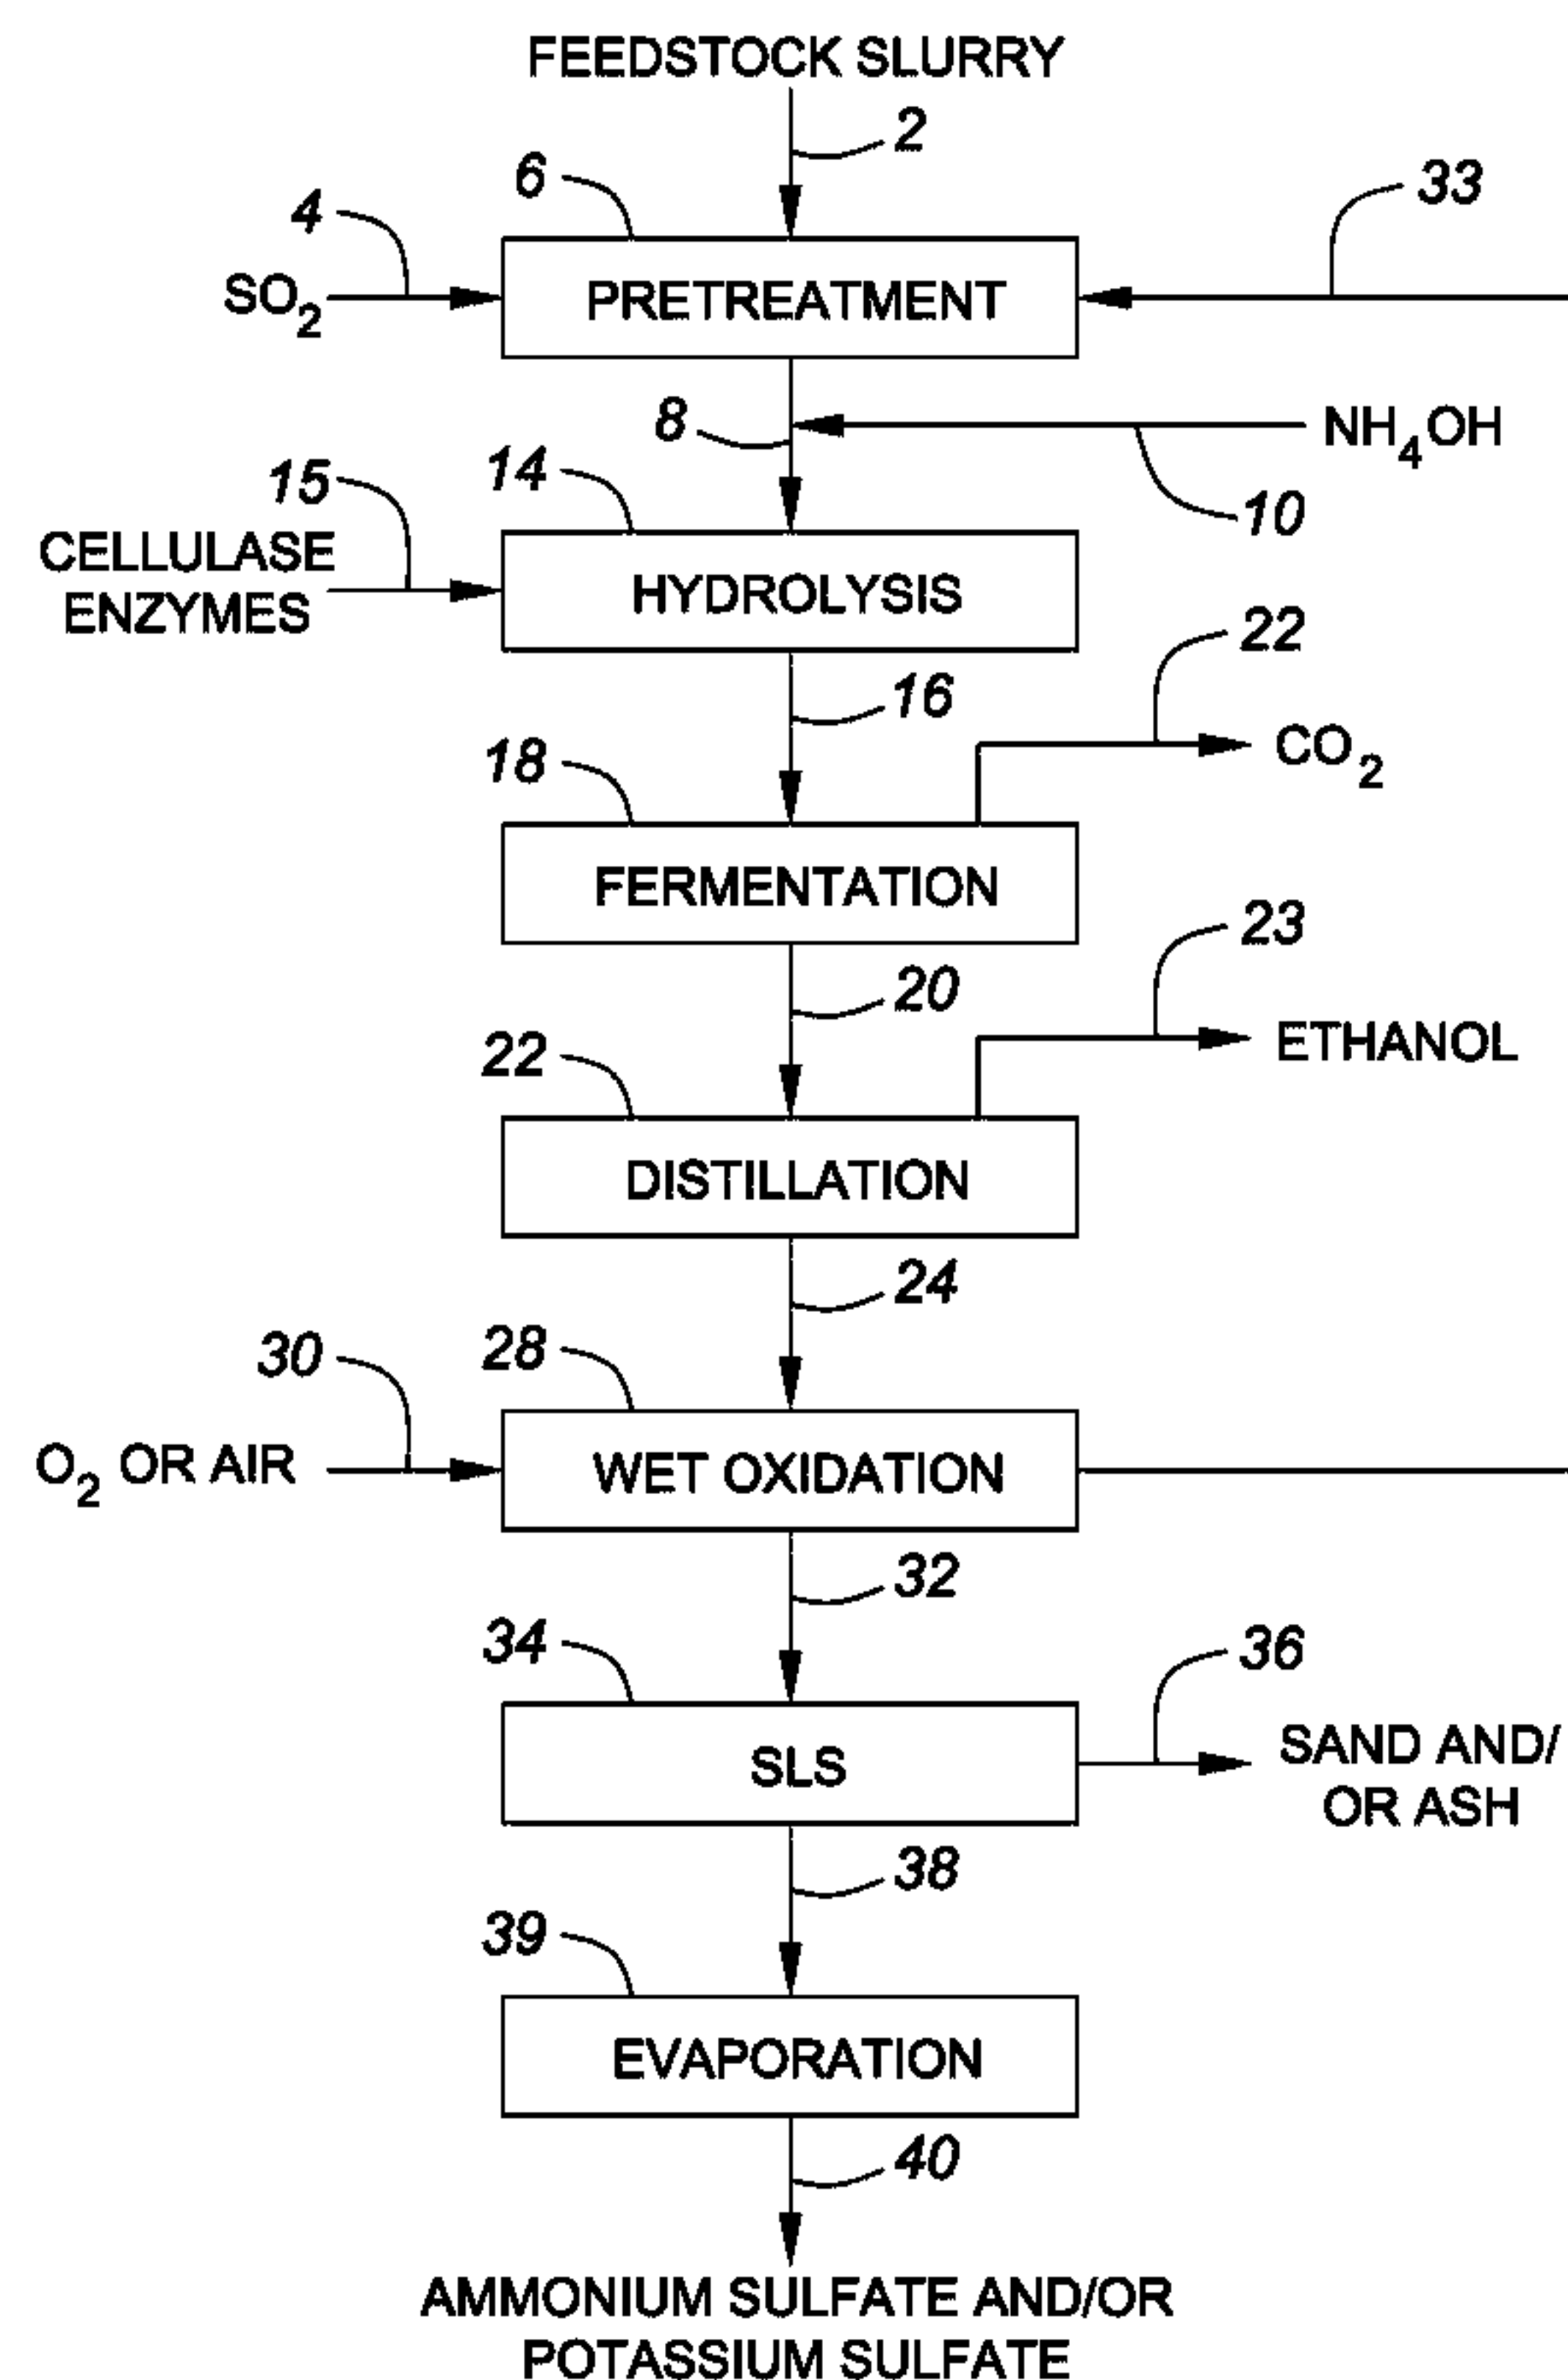 FEEDSTOCK SLURRY
2
6
4
33
SO2
PRETREATMENT
8
NH4OH
10
14
15
CELLULASE
ENZYMES
HYDROLYSIS
22
16
18
CO2
FERMENTATION
23
20
22
ETHANOL
DISTILLATION
24
28
30
O2 OR AIR
WET OXIDATION
32
34
36
SLS
SAND AND/
OR ASH
38
39
EVAPORATION
40
AMMONIUM SULFATE AND/OR
POTASSIUM SULFATE